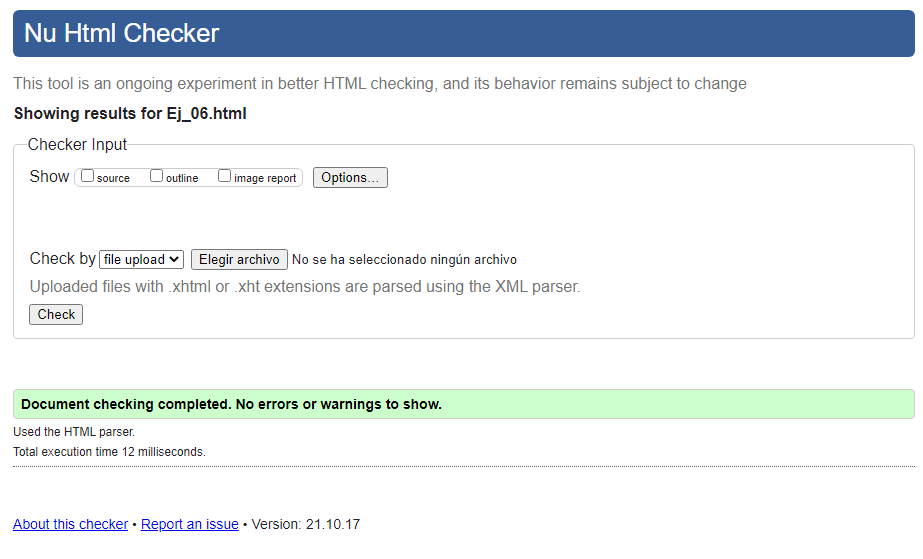 Nu Html Checker
This tool is an ongoing experiment in better HTML checking, and its behavior remains subject to change
Showing results for Ej_06.html
Checker Input
Show source outline image report Options...
Check by file upload Elegir archivo No se ha seleccionado ningún archivo
Uploaded files with .xhtml or .xht extensions are parsed using the XML parser.
Check
Document checking completed. No errors or warnings to show.
Used the HTML parser.
Total execution time 12 milliseconds.
About this checker • Report an issue • Version: 21.10.17